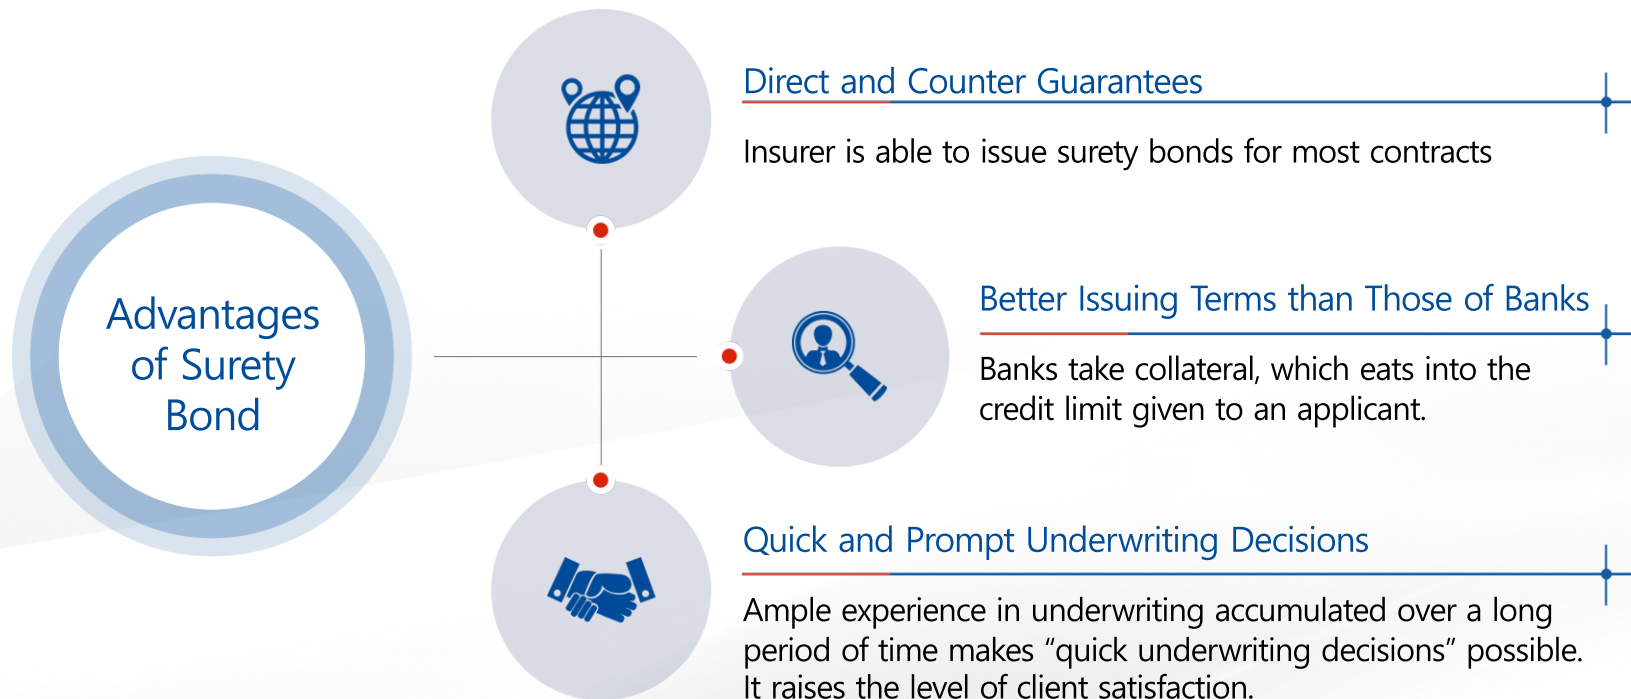 Direct and Counter Guarantees
Insurer is able to issue surety bonds for most contracts
Advantages
of Surety
Bond
Better Issuing Terms than Those of Banks
Banks take collateral, which eats into the
credit limit given to an applicant.
Quick and Prompt Underwriting Decisions
Ample experience in underwriting accumulated over a long
period of time makes “quick underwriting decisions” possible.
It raises the level of client satisfaction.